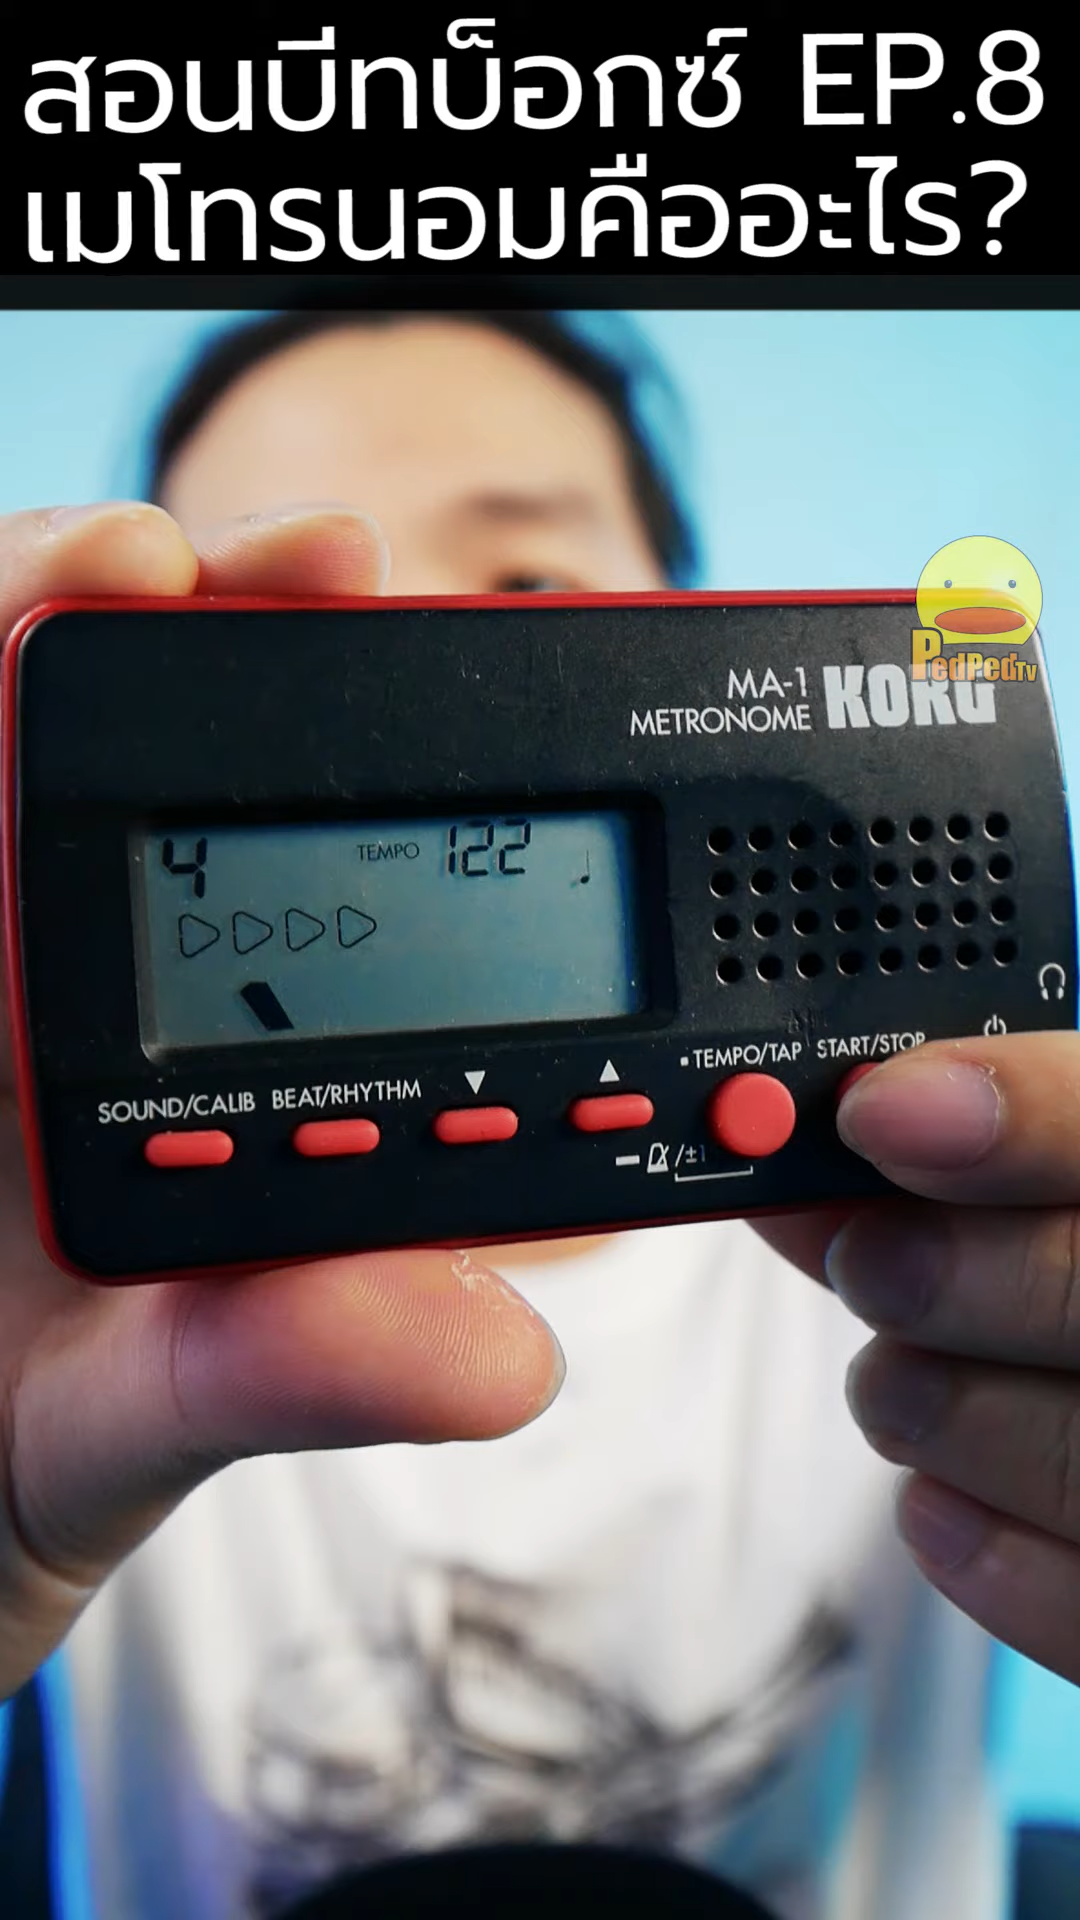 สอนบีทบ็อกซ์ EP.8
เมโทรนอมคืออะไร?
PedPedTv
MA-1
METRONOME KORG
4 TEMPO 122
TEMPO/TAP START/STOP
SOUND/CALIB BEAT/RHYTHM
/±1